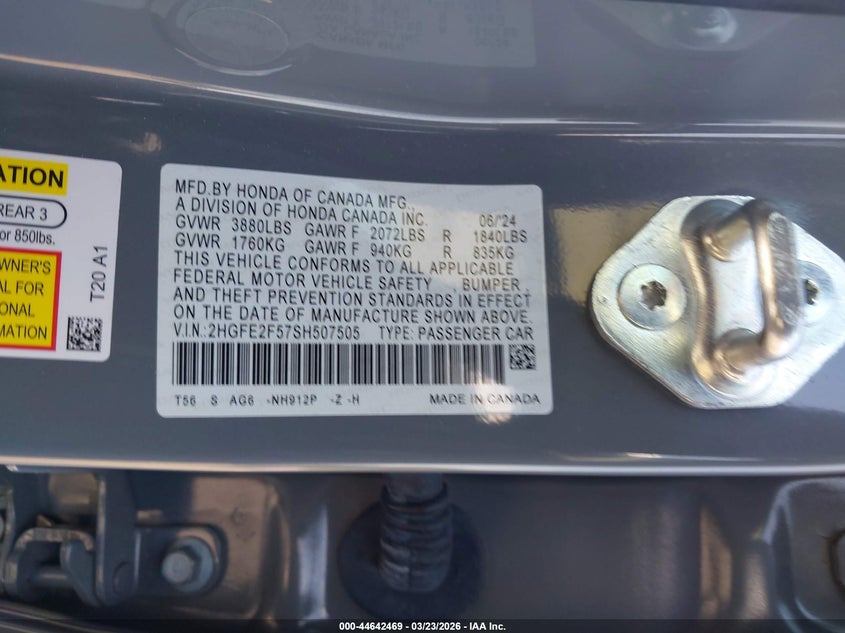 ATION
REAR 3
or 850lbs.
WNER'S
AL FOR
IONAL
MATION
T20 A1
MFD.BY HONDA OF CANADA MFG.
A DIVISION OF HONDA CANADA INC. 06/'24
GVWR 3880LBS GAWR F 2072LBS R 1840LBS
GVWR 1760KG GAWR F 940KG R 835KG
THIS VEHICLE CONFORMS TO ALL APPLICABLE
FEDERAL MOTOR VEHICLE SAFETY BUMPER,
AND THEFT PREVENTION STANDARDS IN EFFECT
ON THE DATE OF MANUFACTURE SHOWN ABOVE.
V.I.N.:2HGFE2F57SH507505 TYPE: PASSENGER CAR
T56 S AG6 -NH912P -Z -H MADE IN CANADA
000-44642469 — 03/23/2026 — IAA Inc.